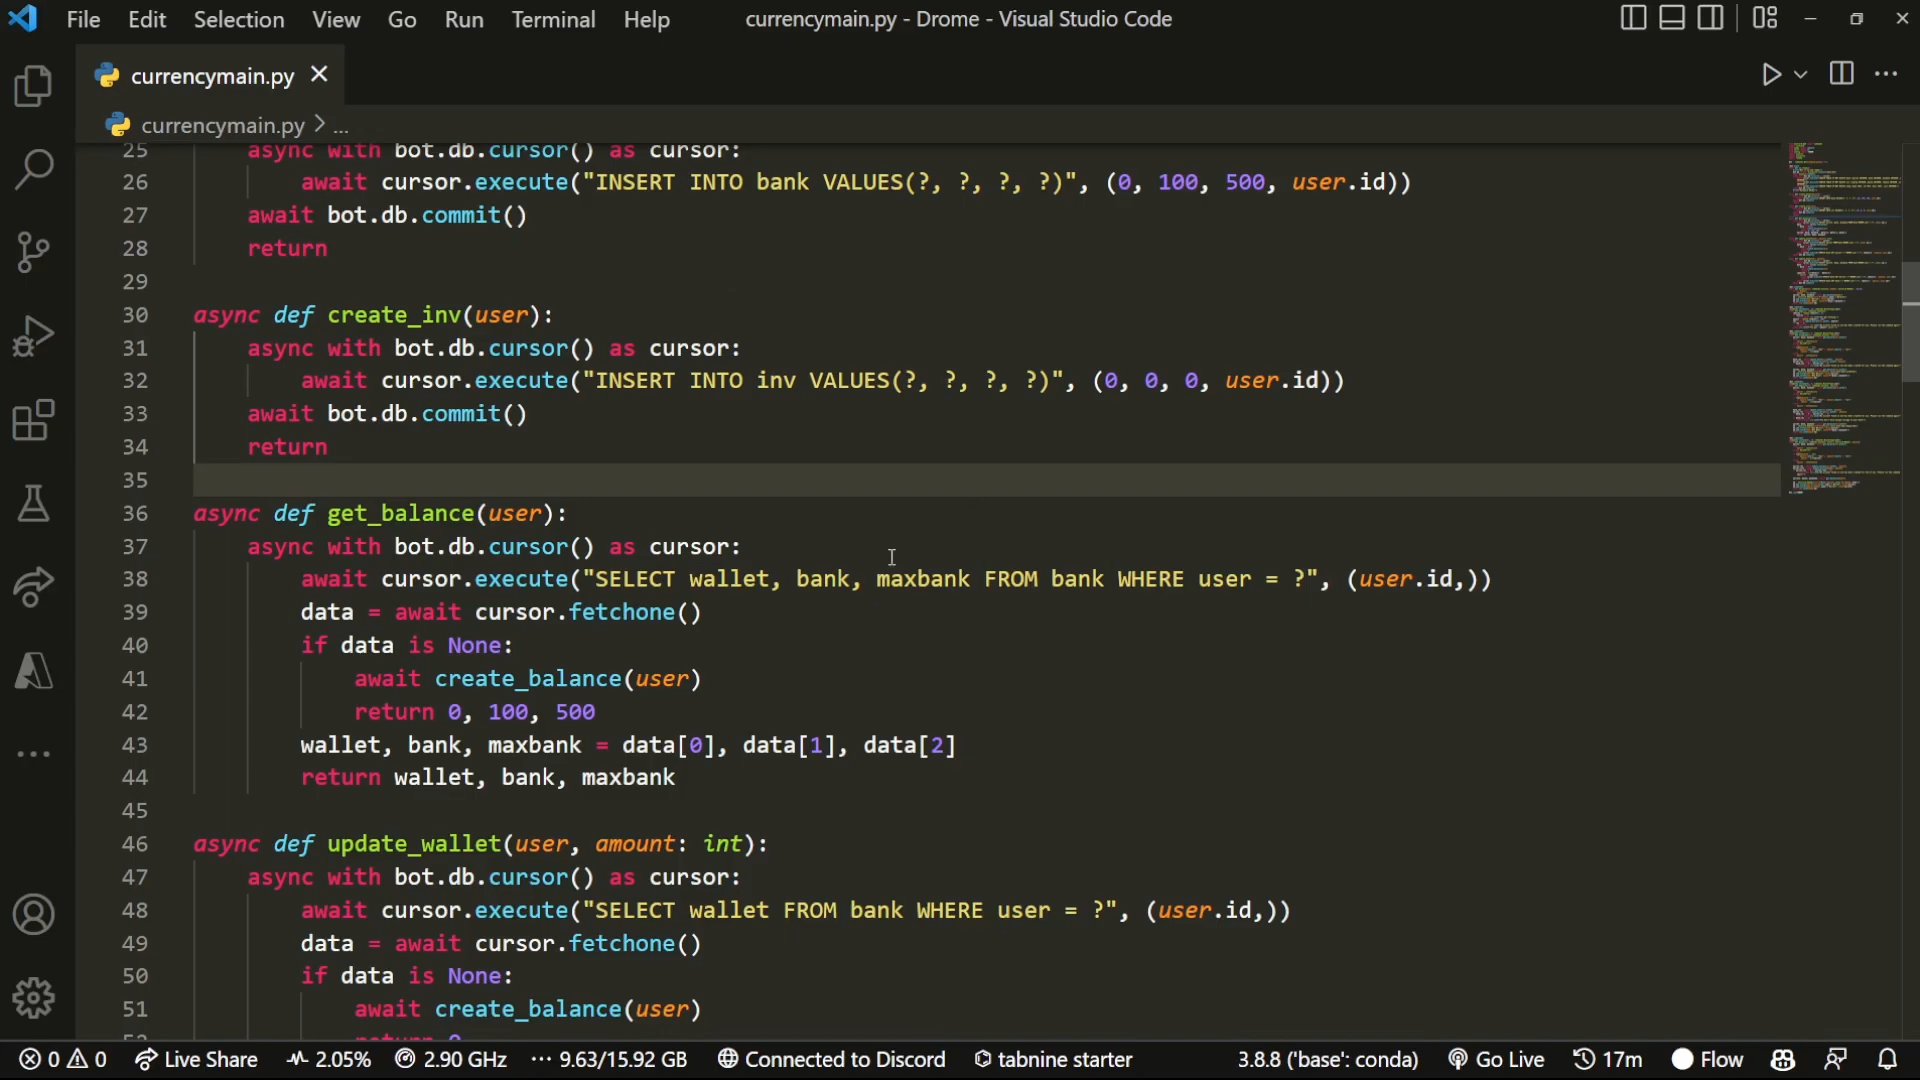 File Edit Selection View Go Run Terminal Help currencymain.py - Drome - Visual Studio Code
currencymain.py
currencymain.py > ...
25 async with bot.db.cursor() as cursor:
26 await cursor.execute("INSERT INTO bank VALUES(?, ?, ?, ?)", (0, 100, 500, user.id))
27 await bot.db.commit()
28 return
29
30 async def create_inv(user):
31 async with bot.db.cursor() as cursor:
32 await cursor.execute("INSERT INTO inv VALUES(?, ?, ?, ?)", (0, 0, 0, user.id))
33 await bot.db.commit()
34 return
35
36 async def get_balance(user):
37 async with bot.db.cursor() as cursor:
38 await cursor.execute("SELECT wallet, bank, maxbank FROM bank WHERE user = ?", (user.id,))
39 data = await cursor.fetchone()
40 if data is None:
41 await create_balance(user)
42 return 0, 100, 500
43 wallet, bank, maxbank = data[0], data[1], data[2]
44 return wallet, bank, maxbank
45
46 async def update_wallet(user, amount: int):
47 async with bot.db.cursor() as cursor:
48 await cursor.execute("SELECT wallet FROM bank WHERE user = ?", (user.id,))
49 data = await cursor.fetchone()
50 if data is None:
51 await create_balance(user)
0 0 Live Share 2.05% 2.90 GHz ··· 9.63/15.92 GB Connected to Discord tabnine starter 3.8.8 ('base': conda) Go Live 17m Flow